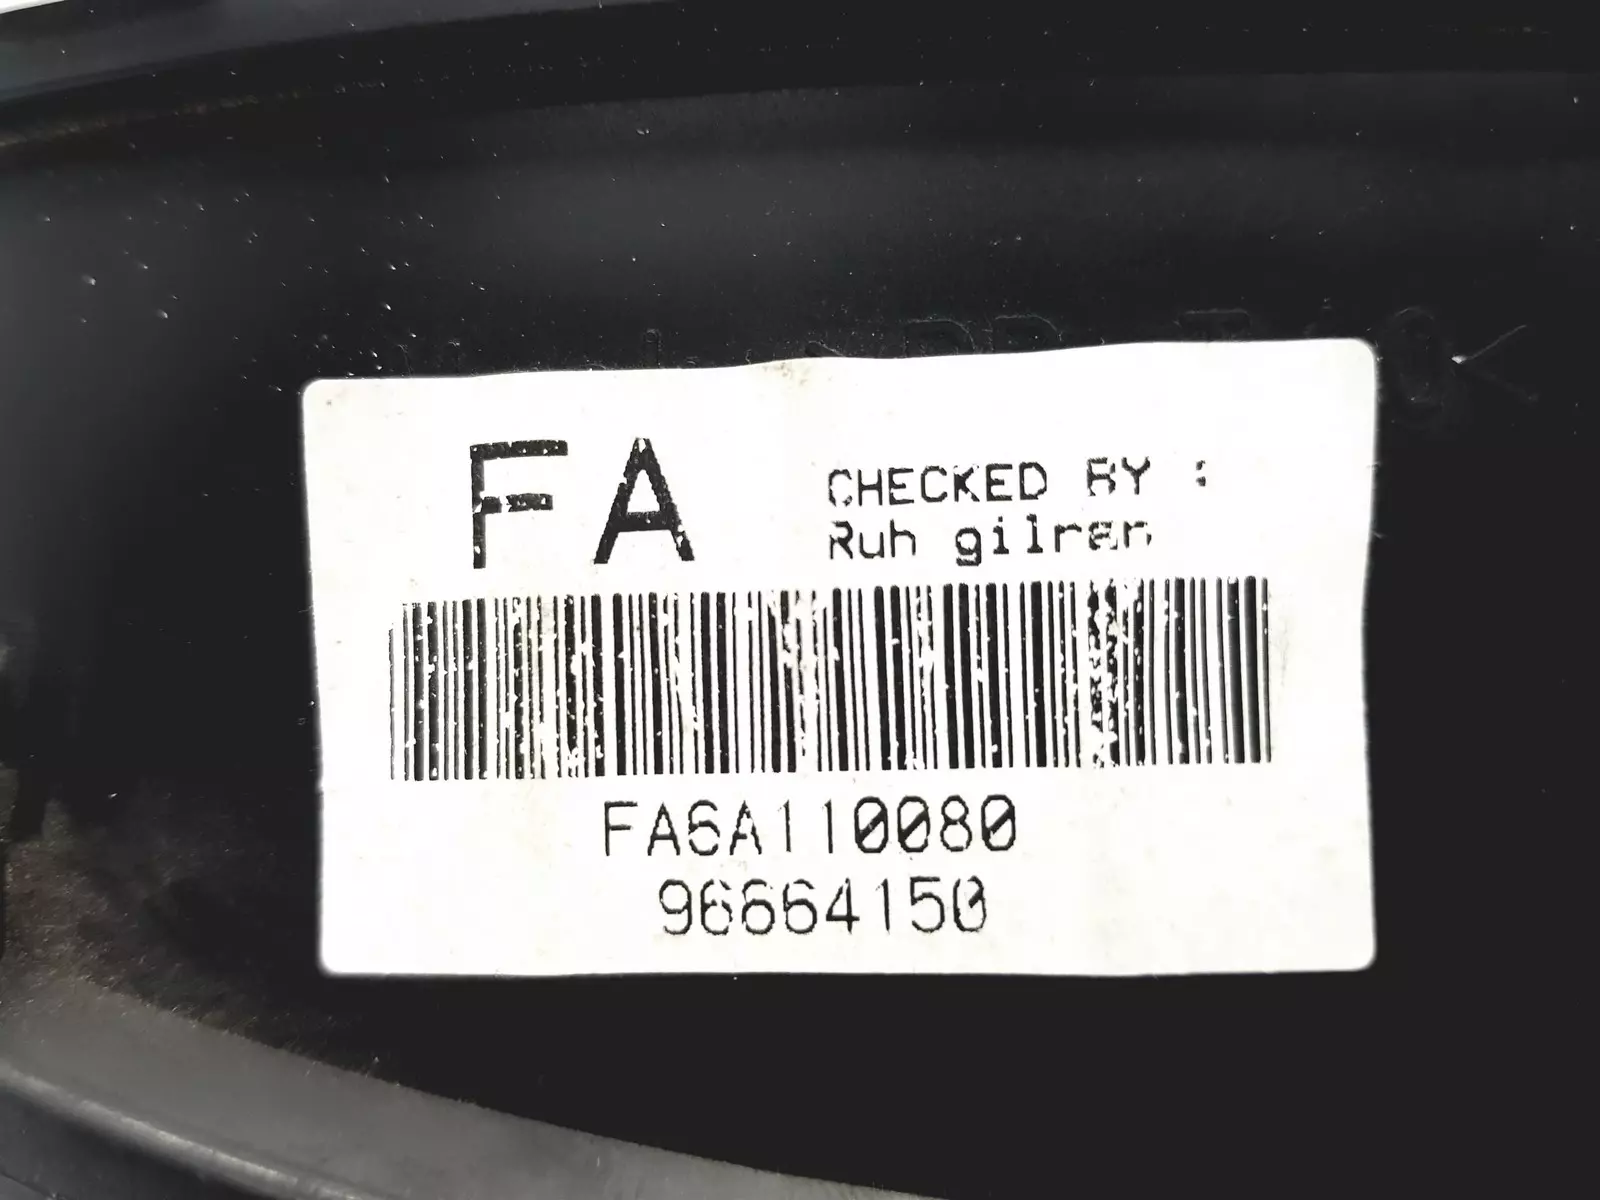 FA
CHECKED BY :
Ruh gilran
FA6A110080
96664150